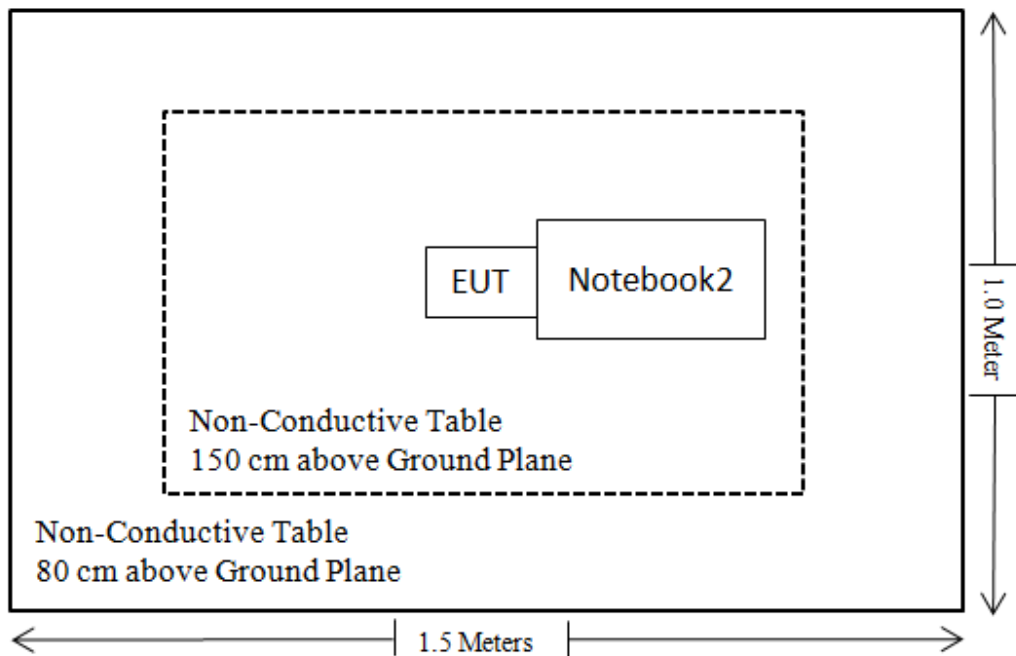 EUT
Notebook2
Non-Conductive Table
150 cm above Ground Plane
Non-Conductive Table
80 cm above Ground Plane
1.0 Meter
1.5 Meters